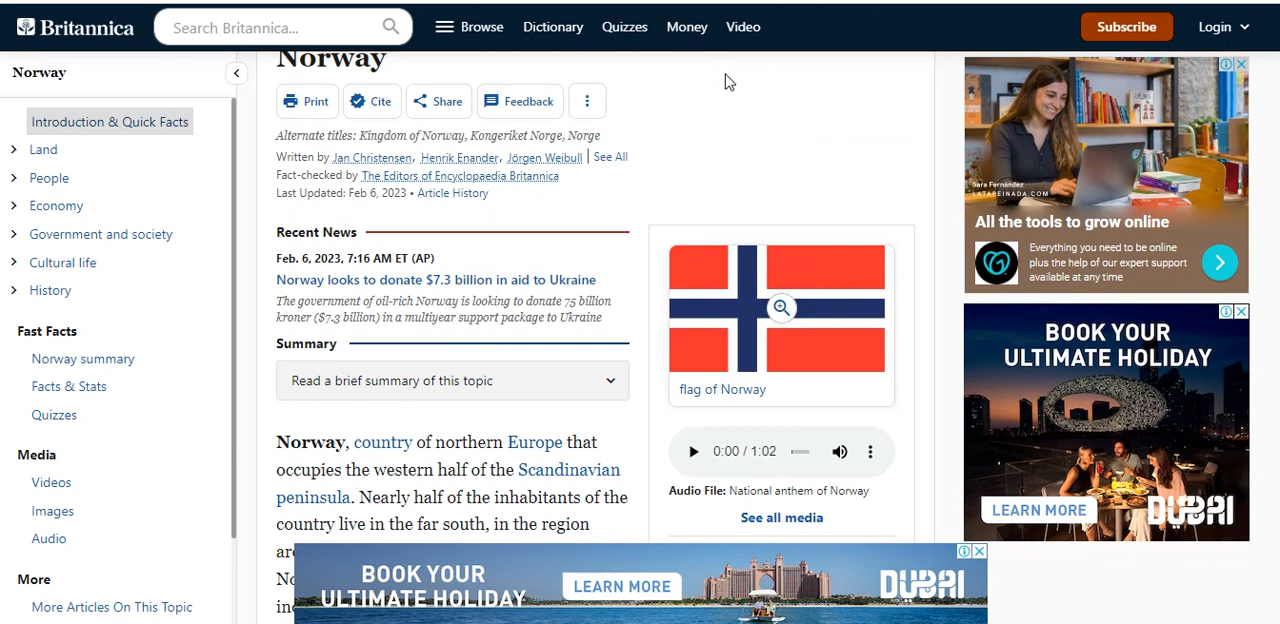 Britannica
Search Britannica...
Browse
Dictionary
Quizzes
Money
Video
Subscribe
Login
Norway
Introduction & Quick Facts
Land
People
Economy
Government and society
Cultural life
History
Fast Facts
Norway summary
Facts & Stats
Quizzes
Media
Videos
Images
Audio
More
More Articles On This Topic
Norway
Print
Cite
Share
Feedback
Alternate titles: Kingdom of Norway, Kongeriket Norge, Norge
Written by Jan Christensen, Henrik Enander, Jörgen Weibull | See All
Fact-checked by The Editors of Encyclopaedia Britannica
Last Updated: Feb 6, 2023 • Article History
Recent News
Feb. 6, 2023, 7:16 AM ET (AP)
Norway looks to donate $7.3 billion in aid to Ukraine
The government of oil-rich Norway is looking to donate 75 billion
kroner ($7.3 billion) in a multiyear support package to Ukraine
Summary
Read a brief summary of this topic
Norway, country of northern Europe that
occupies the western half of the Scandinavian
peninsula. Nearly half of the inhabitants of the
country live in the far south, in the region
flag of Norway
0:00 / 1:02
Audio File: National anthem of Norway
See all media
Sara Fernández
LATAPEINADA.COM
All the tools to grow online
Everything you need to be online
plus the help of our expert support
available at any time
BOOK YOUR
ULTIMATE HOLIDAY
LEARN MORE
DUBAI
BOOK YOUR
ULTIMATE HOLIDAY
LEARN MORE
DUBAI